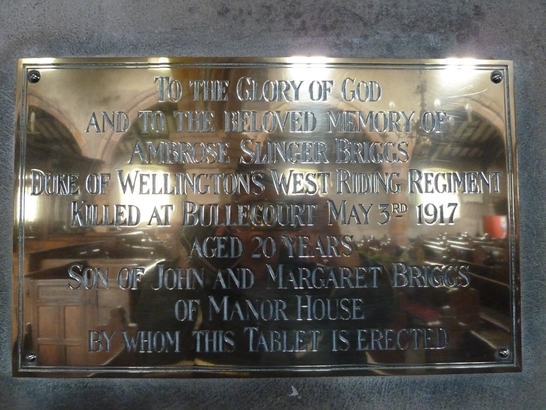 TO THE GLORY OF GOD
AND TO THE BELOVED MEMORY OF
AMBROSE SLINGER BRIGGS
DUKE OF WELLINGTONS WEST RIDING REGIMENT
KILLED AT BULLECOURT MAY 3RD 1917
AGED 20 YEARS
SON OF JOHN AND MARGARET BRIGGS
OF MANOR HOUSE
BY WHOM THIS TABLET IS ERECTED